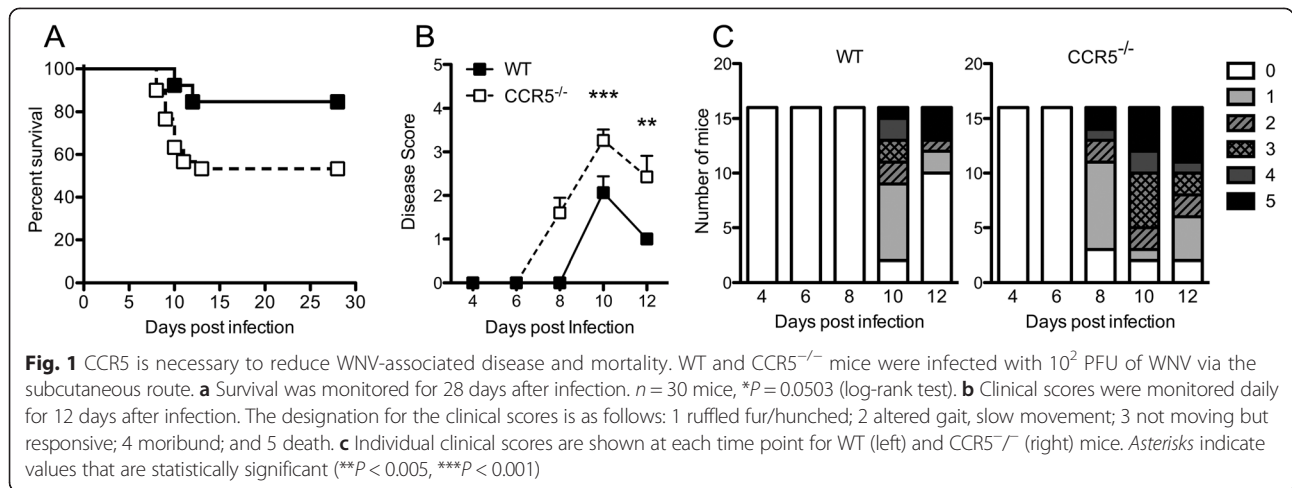 A
Percent survival
100
80
60
40
20
0
0 5 10 15 20 25 30
Days post infection
B
WT
CCR5-/-
***
**
Disease Score
5
4
3
2
1
0
4 6 8 10 12
Days post Infection
C
WT
Number of mice
20
15
10
5
0
4 6 8 10 12
Days post infection
CCR5-/-
20
15
10
5
0
4 6 8 10 12
Days post infection
0
1
2
3
4
5
Fig. 1 CCR5 is necessary to reduce WNV-associated disease and mortality. WT and CCR5−/− mice were infected with 10² PFU of WNV via the
subcutaneous route. a Survival was monitored for 28 days after infection. n = 30 mice, *P = 0.0503 (log-rank test). b Clinical scores were monitored daily
for 12 days after infection. The designation for the clinical scores is as follows: 1 ruffled fur/hunched; 2 altered gait, slow movement; 3 not moving but
responsive; 4 moribund; and 5 death. c Individual clinical scores are shown at each time point for WT (left) and CCR5−/− (right) mice. Asterisks indicate
values that are statistically significant (**P < 0.005, ***P < 0.001)